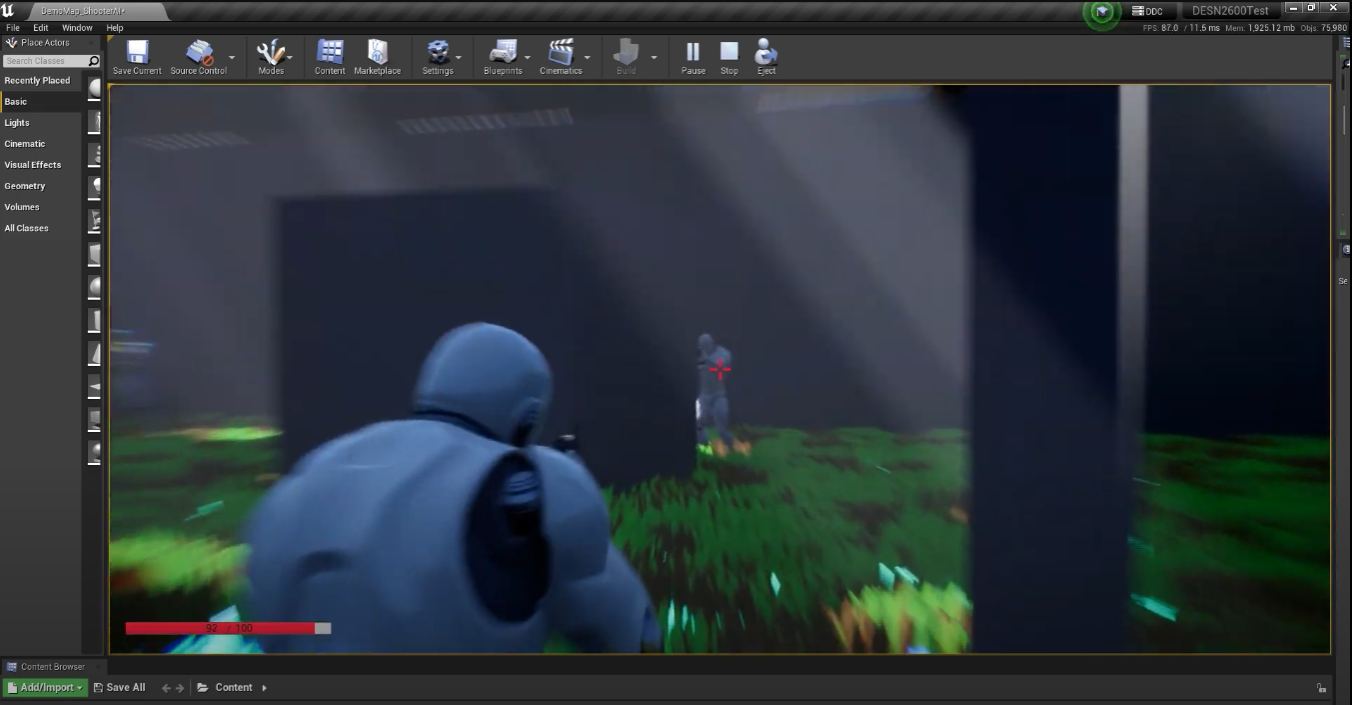 DemoMap_ShooterAI*
DDC
DESN2600Test
File Edit Window Help
FPS: 87.0 / 11.6 ms Mem: 1,925.12 mb Objs: 75,980
Place Actors
Search Classes
Recently Placed
Basic
Lights
Cinematic
Visual Effects
Geometry
Volumes
All Classes
Save Current Source Control Modes Content Marketplace Settings Blueprints Cinematics Build Pause Stop Eject
Se
92 / 100
Content Browser
Add/Import Save All Content